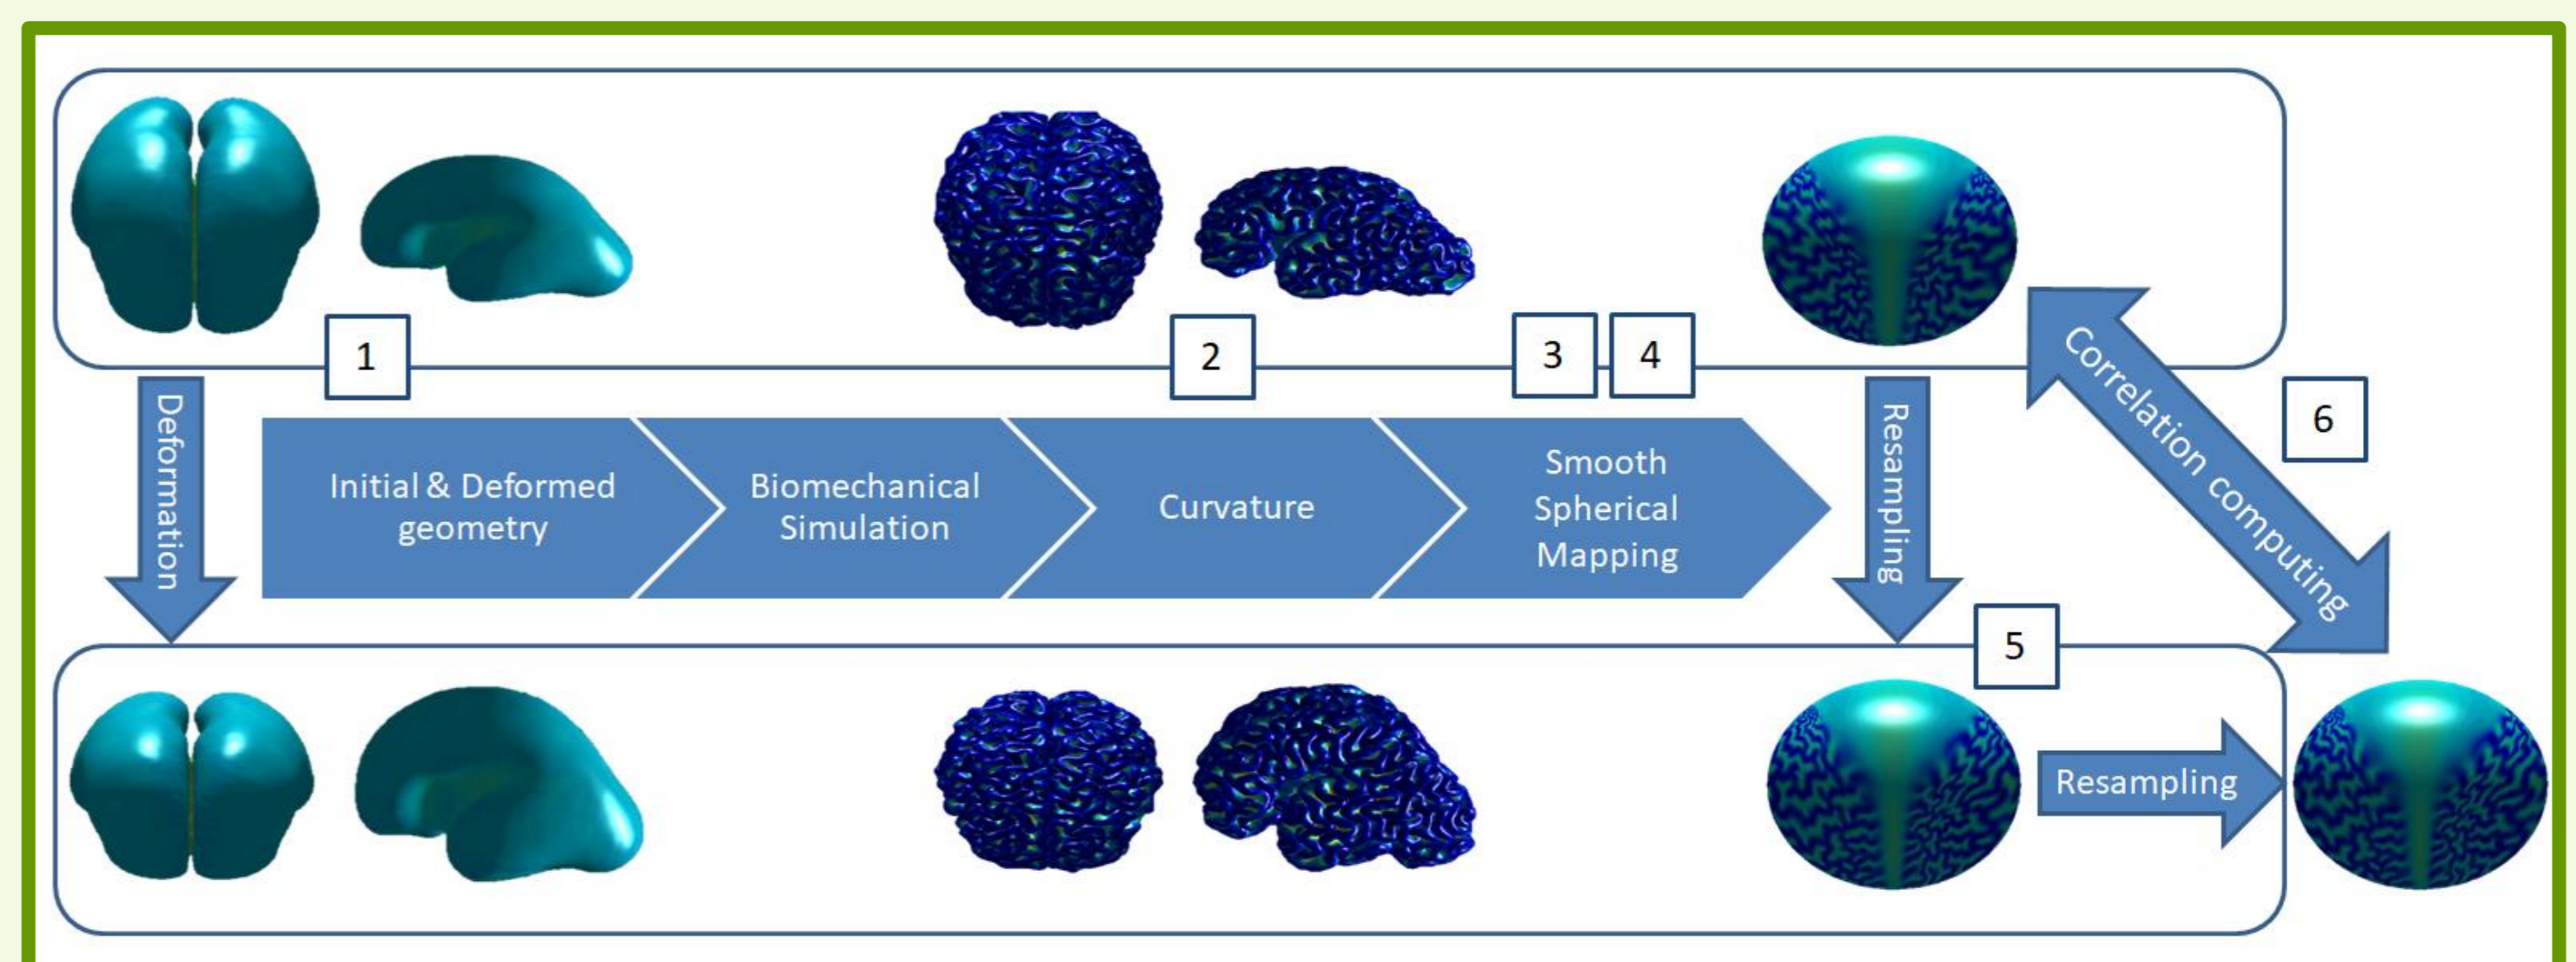 1
2
3
4
Deformation
Initial & Deformed
geometry
Biomechanical
Simulation
Curvature
Smooth
Spherical
Mapping
Resampling
Correlation computing
6
5
Resampling